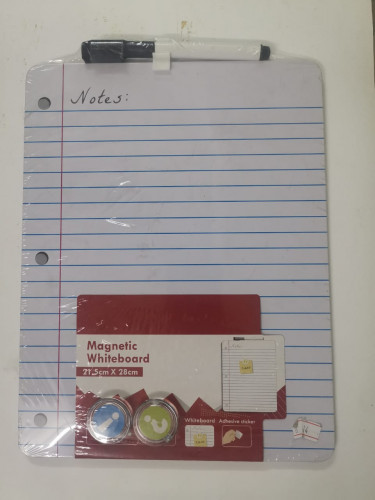 Notes:
Magnetic
Whiteboard
21,5cm X 28cm
Whiteboard Adhesive sticker